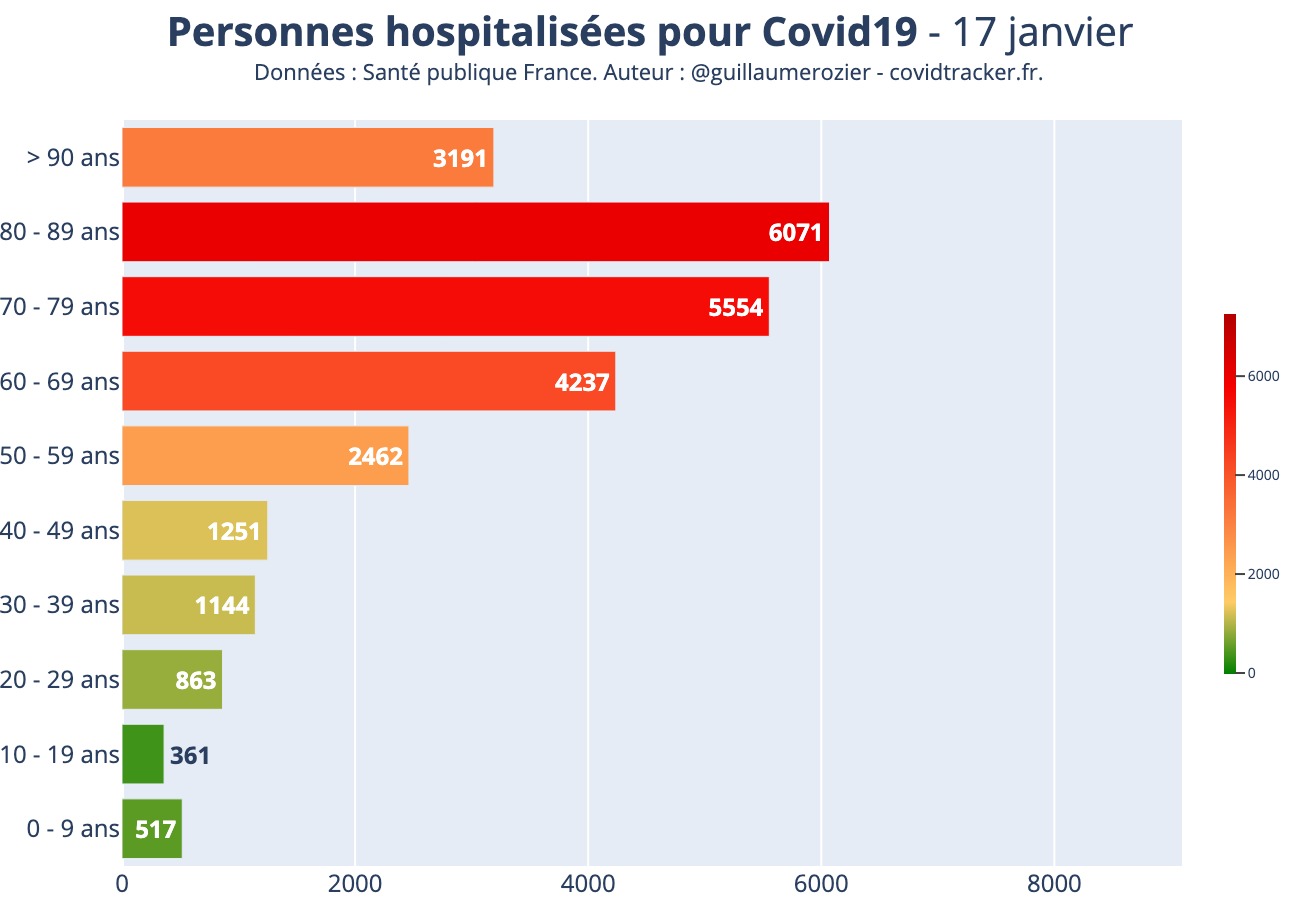 Personnes hospitalisées pour Covid19 - 17 janvier
Données : Santé publique France. Auteur : @guillaumerozier - covidtracker.fr.
> 90 ans 3191
80 - 89 ans 6071
70 - 79 ans 5554
60 - 69 ans 4237
50 - 59 ans 2462
40 - 49 ans 1251
30 - 39 ans 1144
20 - 29 ans 863
10 - 19 ans 361
0 - 9 ans 517
0 2000 4000 6000 8000
6000
4000
2000
0